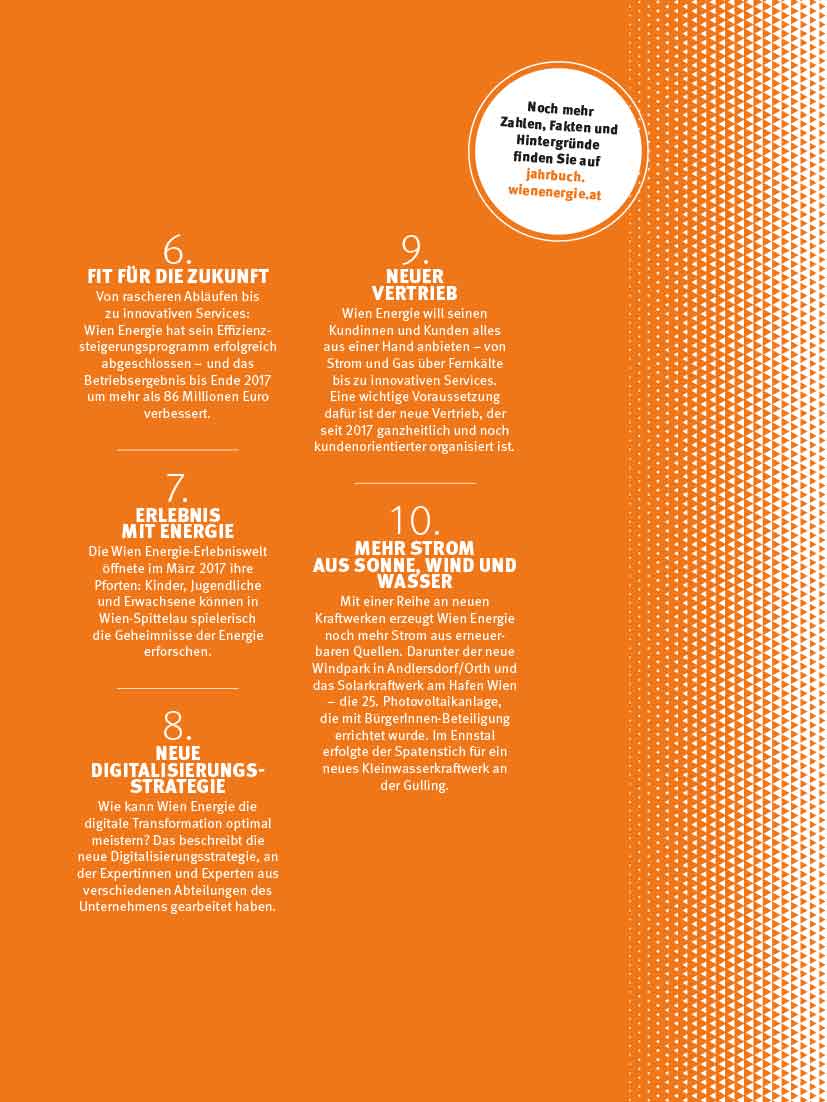 Noch mehr
Zahlen, Fakten und
Hintergründe
finden Sie auf
jahrbuch.
wienenergie.at
6.
FIT FÜR DIE ZUKUNFT
Von rascheren Abläufen bis
zu innovativen Services:
Wien Energie hat sein Effizienz-
steigerungsprogramm erfolgreich
abgeschlossen – und das
Betriebsergebnis bis Ende 2017
um mehr als 86 Millionen Euro
verbessert.
7.
ERLEBNIS
MIT ENERGIE
Die Wien Energie-Erlebniswelt
öffnete im März 2017 ihre
Pforten: Kinder, Jugendliche
und Erwachsene können in
Wien-Spittelau spielerisch
die Geheimnisse der Energie
erforschen.
8.
NEUE
DIGITALISIERUNGS-
STRATEGIE
Wie kann Wien Energie die
digitale Transformation optimal
meistern? Das beschreibt die
neue Digitalisierungsstrategie, an
der Expertinnen und Experten aus
verschiedenen Abteilungen des
Unternehmens gearbeitet haben.
9.
NEUER
VERTRIEB
Wien Energie will seinen
Kundinnen und Kunden alles
aus einer Hand anbieten – von
Strom und Gas über Fernkälte
bis zu innovativen Services.
Eine wichtige Voraussetzung
dafür ist der neue Vertrieb, der
seit 2017 ganzheitlich und noch
kundenorientierter organisiert ist.
10.
MEHR STROM
AUS SONNE, WIND UND
WASSER
Mit einer Reihe an neuen
Kraftwerken erzeugt Wien Energie
noch mehr Strom aus erneuer-
baren Quellen. Darunter der neue
Windpark in Andlersdorf/Orth und
das Solarkraftwerk am Hafen Wien
– die 25. Photovoltaikanlage,
die mit BürgerInnen-Beteiligung
errichtet wurde. Im Ennstal
erfolgte der Spatenstich für ein
neues Kleinwasserkraftwerk an
der Gulling.